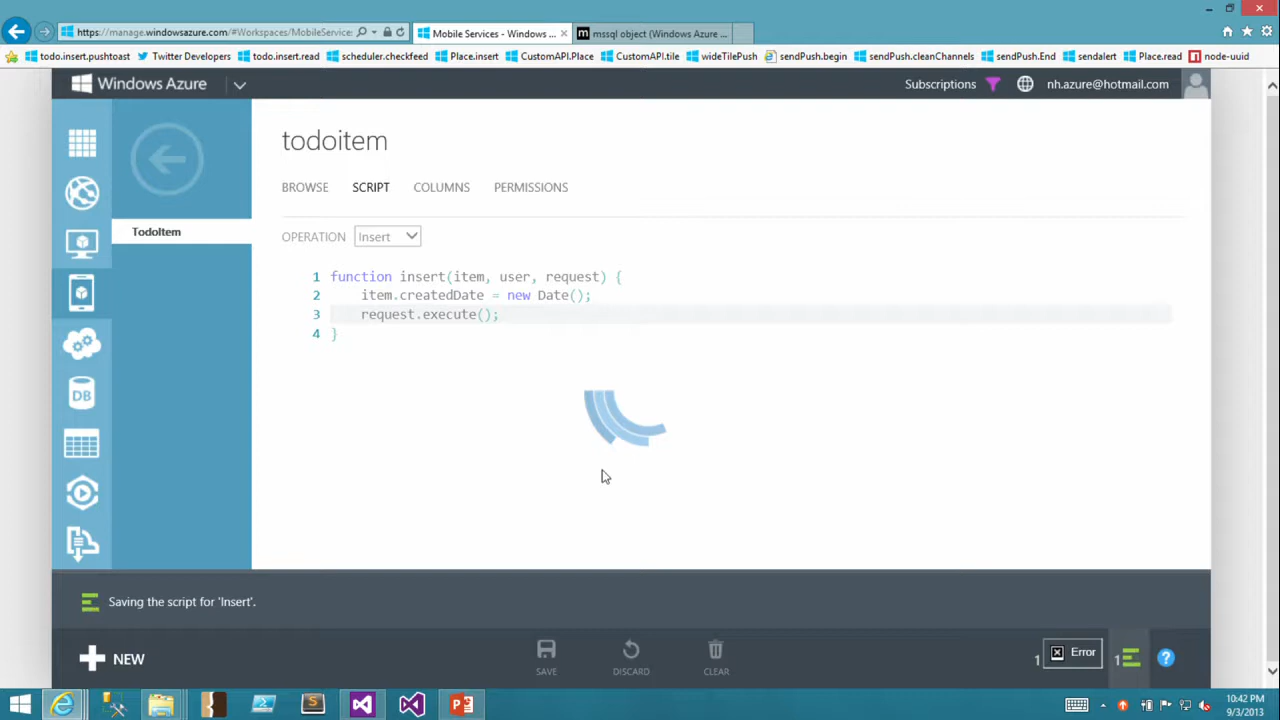 https://manage.windowsazure.com/#Workspaces/MobileService:
Mobile Services - Windows ...
mssql object (Windows Azure ...
todo.insert.pushtoast
Twitter Developers
todo.insert.read
scheduler.checkfeed
Place.insert
CustomAPI.Place
CustomAPI.tile
wideTilePush
sendPush.begin
sendPush.cleanChannels
sendPush.End
sendalert
Place.read
node-uuid
Windows Azure
Subscriptions
nh.azure@hotmail.com
todoitem
BROWSE SCRIPT COLUMNS PERMISSIONS
TodoItem
OPERATION Insert
1 function insert(item, user, request) {
2 item.createdDate = new Date();
3 request.execute();
4 }
DB
Saving the script for 'Insert'.
NEW
SAVE
DISCARD
CLEAR
1 Error
1
?
10:42 PM
9/3/2013